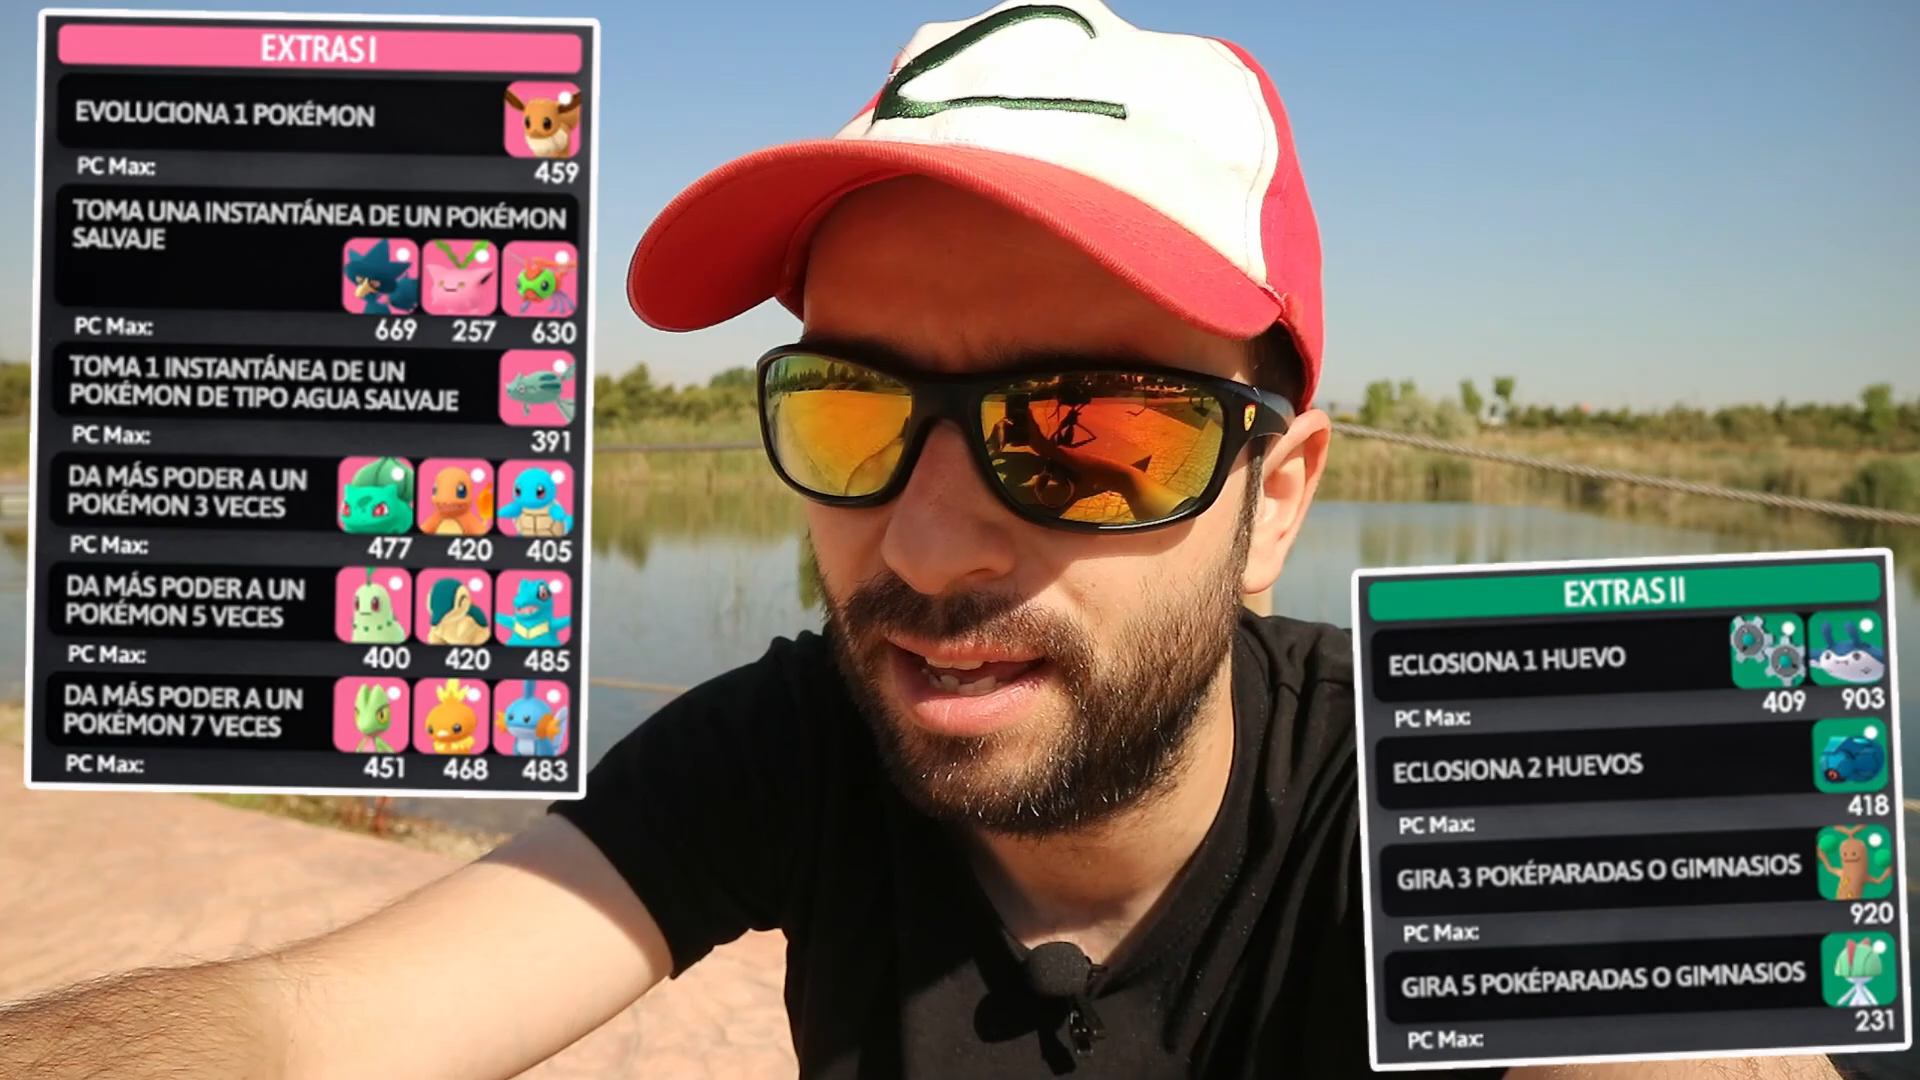 EXTRAS I
EVOLUCIONA 1 POKÉMON
PC Max: 459
TOMA UNA INSTANTÁNEA DE UN POKÉMON
SALVAJE
PC Max: 669 257 630
TOMA 1 INSTANTÁNEA DE UN
POKÉMON DE TIPO AGUA SALVAJE
PC Max: 391
DA MÁS PODER A UN
POKÉMON 3 VECES
PC Max: 477 420 405
DA MÁS PODER A UN
POKÉMON 5 VECES
PC Max: 400 420 485
DA MÁS PODER A UN
POKÉMON 7 VECES
PC Max: 451 468 483
EXTRAS II
ECLOSIONA 1 HUEVO
PC Max: 409 903
ECLOSIONA 2 HUEVOS
PC Max: 418
GIRA 3 POKÉPARADAS O GIMNASIOS
PC Max: 920
GIRA 5 POKÉPARADAS O GIMNASIOS
PC Max: 231